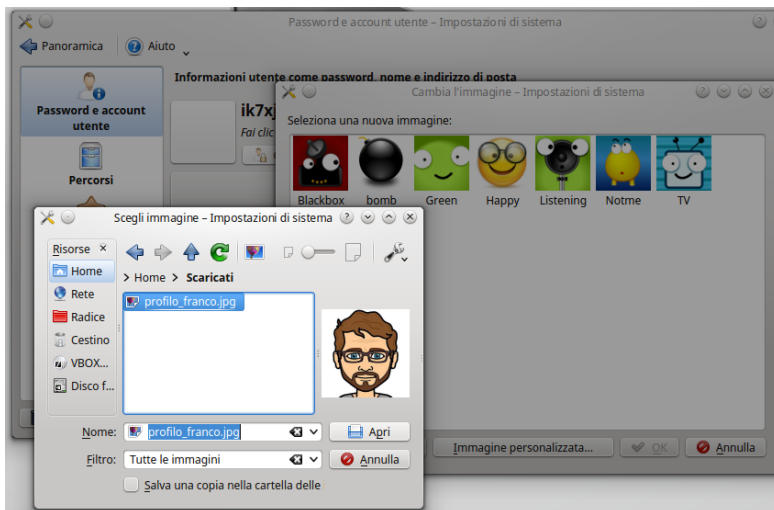 Password e account utente – Impostazioni di sistema
Panoramica
Aiuto
Informazioni utente come password, nome e indirizzo di posta
Password e account
utente
Percorsi
ik7xj
Fai clic
Cambia l'immagine – Impostazioni di sistema
Seleziona una nuova immagine:
Blackbox bomb Green Happy Listening Notme TV
Scegli immagine – Impostazioni di sistema
Risorse
Home
Rete
Radice
Cestino
VBOX...
Disco f...
> Home > Scaricati
profilo_franco.jpg
Nome: profilo_franco.jpg
Apri
Filtro: Tutte le immagini
Annulla
Salva una copia nella cartella delle
Immagine personalizzata...
OK
Annulla